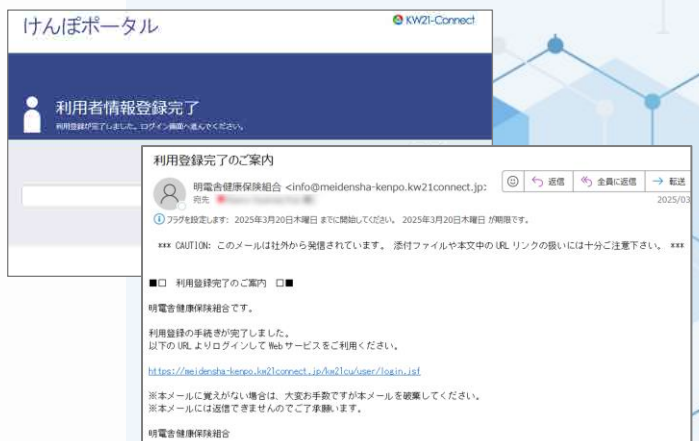 けんぽポータル
KW21-Connect
利用者情報登録完了
利用登録が完了しました。ログイン画面へ進んでください。
利用登録完了のご案内
明電舎健康保険組合 <info@meidensha-kenpo.kw21connect.jp>
返信
全員に返信
転送
宛先
2025/03
フラグを設定します: 2025年3月20日木曜日 までに開始してください。 2025年3月20日木曜日 が期限です。
*** CAUTION: このメールは社外から発信されています。 添付ファイルや本文中の URL リンクの扱いには十分ご注意下さい。 ***
■□ 利用登録完了のご案内 □■
明電舎健康保険組合です。
利用登録の手続きが完了しました。
以下の URL よりログインして Web サービスをご利用ください。
https://meidensha-kenpo.kw21connect.jp/kw21cu/user/login.jsf
※本メールに覚えがない場合は、大変お手数ですが本メールを破棄してください。
※本メールには返信できませんのでご了承願います。
明電舎健康保険組合